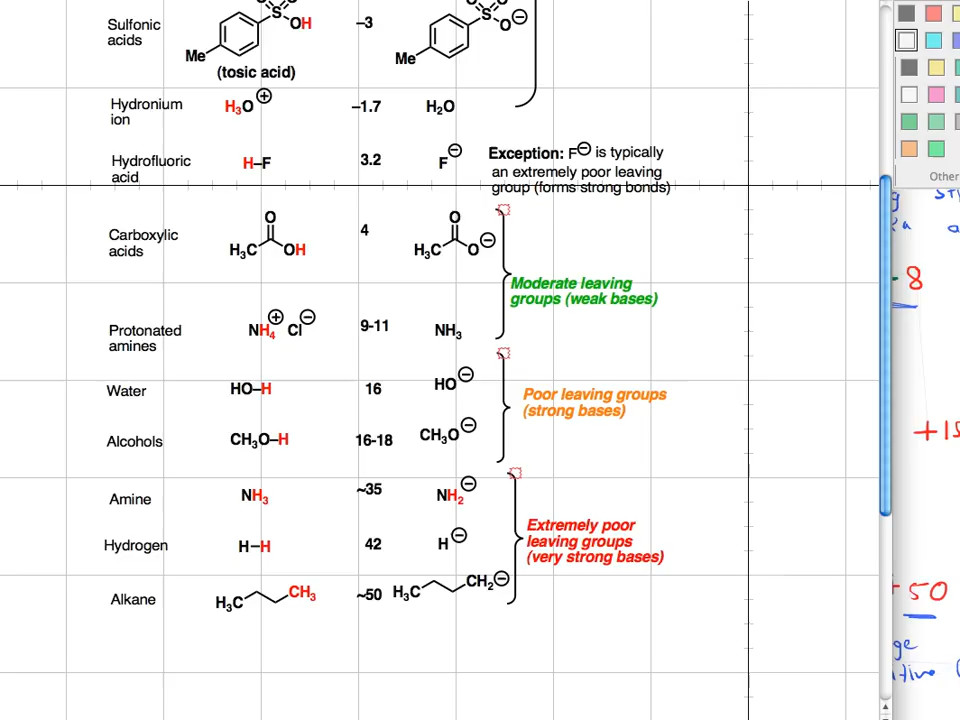 Sulfonic acids
S
OH
Me
(tosic acid)
–3
S
O⊖
Me
Hydronium ion
H₃O⊕
–1.7
H₂O
Hydrofluoric acid
H–F
3.2
F⊖
Exception: F⊖ is typically
an extremely poor leaving
group (forms strong bonds)
Carboxylic acids
O
H₃C OH
4
O
H₃C O⊖
Moderate leaving
groups (weak bases)
Protonated amines
NH₄⊕ Cl⊖
9-11
NH₃
Water
HO–H
16
HO⊖
Poor leaving groups
(strong bases)
Alcohols
CH₃O–H
16-18
CH₃O⊖
Amine
NH₃
~35
NH₂⊖
Extremely poor
leaving groups
(very strong bases)
Hydrogen
H–H
42
H⊖
Alkane
H₃C CH₃
~50
H₃C CH₂⊖
Other
-8
+50